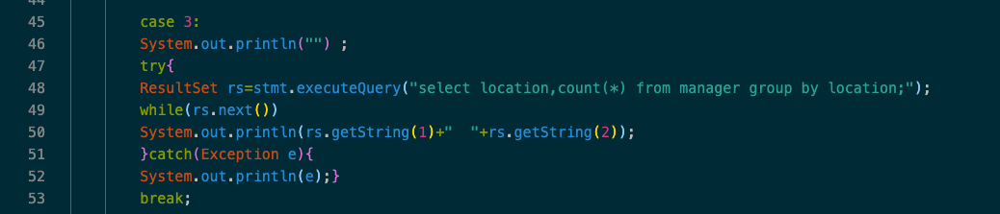 44
45 case 3:
46 System.out.println("") ;
47 try{
48 ResultSet rs=stmt.executeQuery("select location,count(*) from manager group by location;");
49 while(rs.next())
50 System.out.println(rs.getString(1)+"  "+rs.getString(2));
51 }catch(Exception e){
52 System.out.println(e);}
53 break;